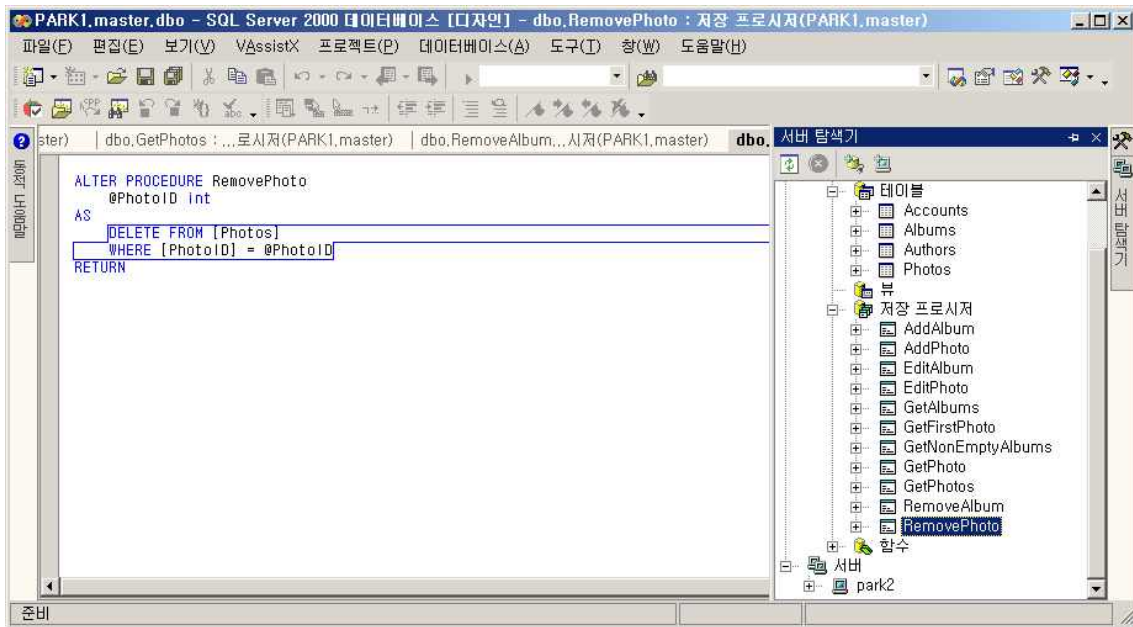 PARK1.master.dbo - SQL Server 2000 데이터베이스 [디자인] - dbo.RemovePhoto : 저장 프로시저(PARK1.master)
파일(F) 편집(E) 보기(V) VAssistX 프로젝트(P) 데이터베이스(A) 도구(T) 창(W) 도움말(H)
ster) dbo.GetPhotos : ...로시저(PARK1.master) dbo.RemoveAlbum...시저(PARK1.master) dbo.
동적 도움말
ALTER PROCEDURE RemovePhoto
@PhotoID int
AS
DELETE FROM [Photos]
WHERE [PhotoID] = @PhotoID
RETURN
서버 탐색기
테이블
Accounts
Albums
Authors
Photos
뷰
저장 프로시저
AddAlbum
AddPhoto
EditAlbum
EditPhoto
GetAlbums
GetFirstPhoto
GetNonEmptyAlbums
GetPhoto
GetPhotos
RemoveAlbum
RemovePhoto
함수
서버
park2
서버 탐색기
준비